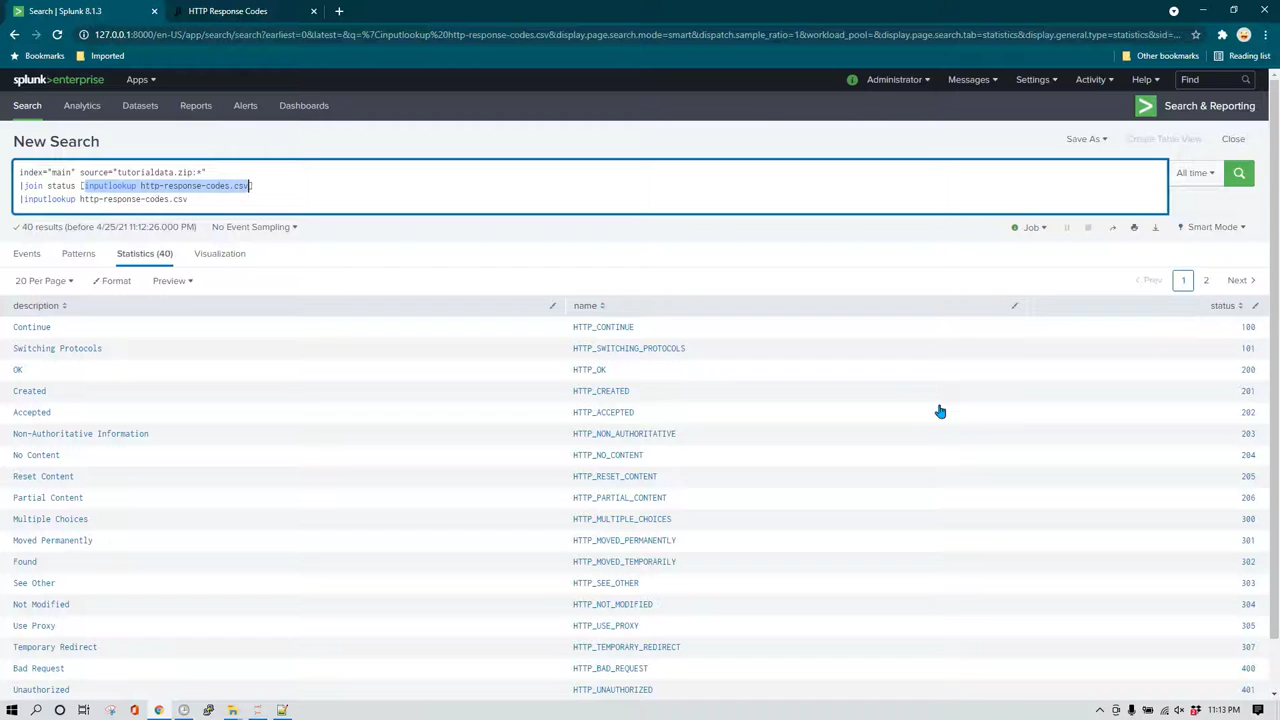 Search | Splunk 8.1.3
HTTP Response Codes
127.0.0.1:8000/en-US/app/search/search?earliest=0&latest=&q=%7Cinputlookup%20http-response-codes.csv&display.page.search.mode=smart&dispatch.sample_ratio=1&workload_pool=&display.page.search.tab=statistics&display.general.type=statistics&sid=...
Bookmarks
Imported
Other bookmarks
Reading list
splunk>enterprise
Apps
Administrator
Messages
Settings
Activity
Help
Find
Search
Analytics
Datasets
Reports
Alerts
Dashboards
Search & Reporting
New Search
Save As
Create Table View
Close
index="main" source="tutorialdata.zip:*"
|join status [inputlookup http-response-codes.csv]
|inputlookup http-response-codes.csv
All time
✓ 40 results (before 4/25/21 11:12:26.000 PM)
No Event Sampling
Job
Smart Mode
Events
Patterns
Statistics (40)
Visualization
20 Per Page
Format
Preview
< Prev
1
2
Next >
description
name
status
Continue HTTP_CONTINUE 100
Switching Protocols HTTP_SWITCHING_PROTOCOLS 101
OK HTTP_OK 200
Created HTTP_CREATED 201
Accepted HTTP_ACCEPTED 202
Non-Authoritative Information HTTP_NON_AUTHORITATIVE 203
No Content HTTP_NO_CONTENT 204
Reset Content HTTP_RESET_CONTENT 205
Partial Content HTTP_PARTIAL_CONTENT 206
Multiple Choices HTTP_MULTIPLE_CHOICES 300
Moved Permanently HTTP_MOVED_PERMANENTLY 301
Found HTTP_MOVED_TEMPORARILY 302
See Other HTTP_SEE_OTHER 303
Not Modified HTTP_NOT_MODIFIED 304
Use Proxy HTTP_USE_PROXY 305
Temporary Redirect HTTP_TEMPORARY_REDIRECT 307
Bad Request HTTP_BAD_REQUEST 400
Unauthorized HTTP_UNAUTHORIZED 401
11:13 PM